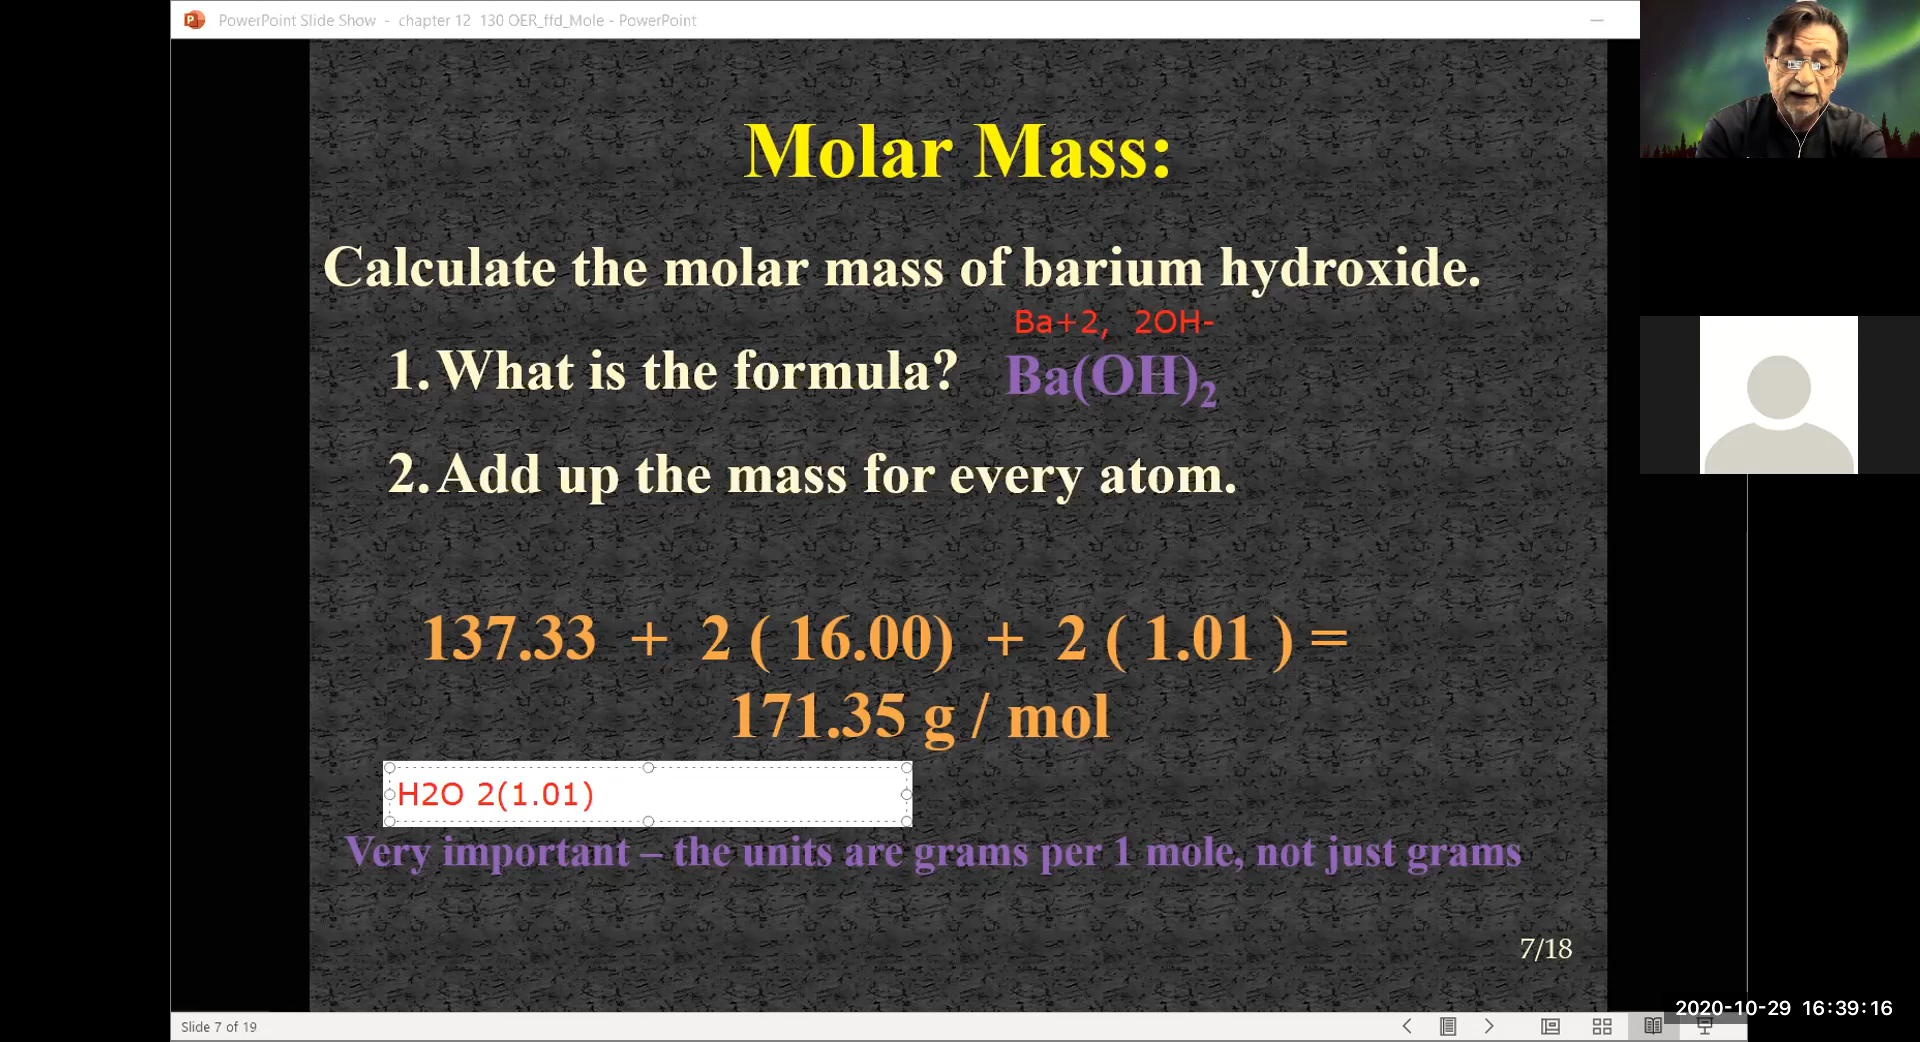 PowerPoint Slide Show - chapter 12 130 OER_ffd_Mole - PowerPoint
Molar Mass:
Calculate the molar mass of barium hydroxide.
Ba+2, 2OH-
1. What is the formula? Ba(OH)₂
2. Add up the mass for every atom.
137.33 + 2 ( 16.00) + 2 ( 1.01 ) =
171.35 g / mol
H2O 2(1.01)
Very important – the units are grams per 1 mole, not just grams
7/18
2020-10-29 16:39:16
Slide 7 of 19